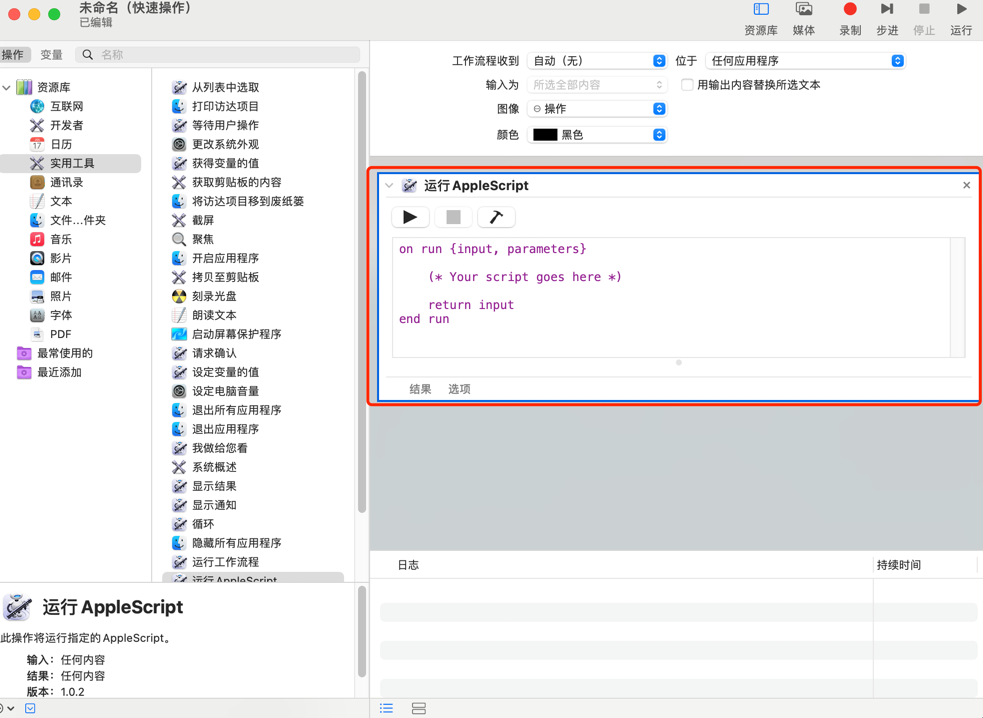 未命名（快速操作）
已编辑
资源库
媒体
录制
步进
停止
运行
操作
变量
名称
资源库
互联网
开发者
日历
实用工具
通讯录
文本
文件…件夹
音乐
影片
邮件
照片
字体
PDF
最常使用的
最近添加
从列表中选取
打印访达项目
等待用户操作
更改系统外观
获得变量的值
获取剪贴板的内容
将访达项目移到废纸篓
截屏
聚焦
开启应用程序
拷贝至剪贴板
刻录光盘
朗读文本
启动屏幕保护程序
请求确认
设定变量的值
设定电脑音量
退出所有应用程序
退出应用程序
我做给您看
系统概述
显示结果
显示通知
循环
隐藏所有应用程序
运行工作流程
运行 AppleScript
运行 AppleScript
此操作将运行指定的 AppleScript。
输入：任何内容
结果：任何内容
版本：1.0.2
工作流程收到 自动（无） 位于 任何应用程序
输入为 所选全部内容 用输出内容替换所选文本
图像 操作
颜色 黑色
运行 AppleScript
on run {input, parameters}
(* Your script goes here *)
return input
end run
结果 选项
日志 持续时间